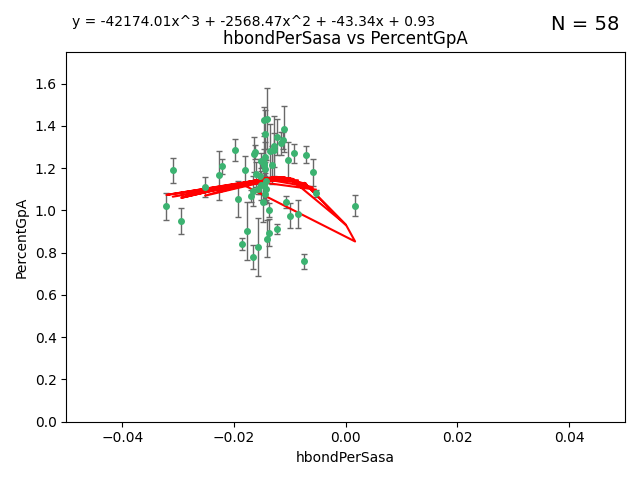 y = -42174.01x^3 + -2568.47x^2 + -43.34x + 0.93
N = 58
hbondPerSasa vs PercentGpA
1.6
1.4
1.2
1.0
0.8
0.6
0.4
0.2
0.0
PercentGpA
−0.04 −0.02 0.00 0.02 0.04
hbondPerSasa